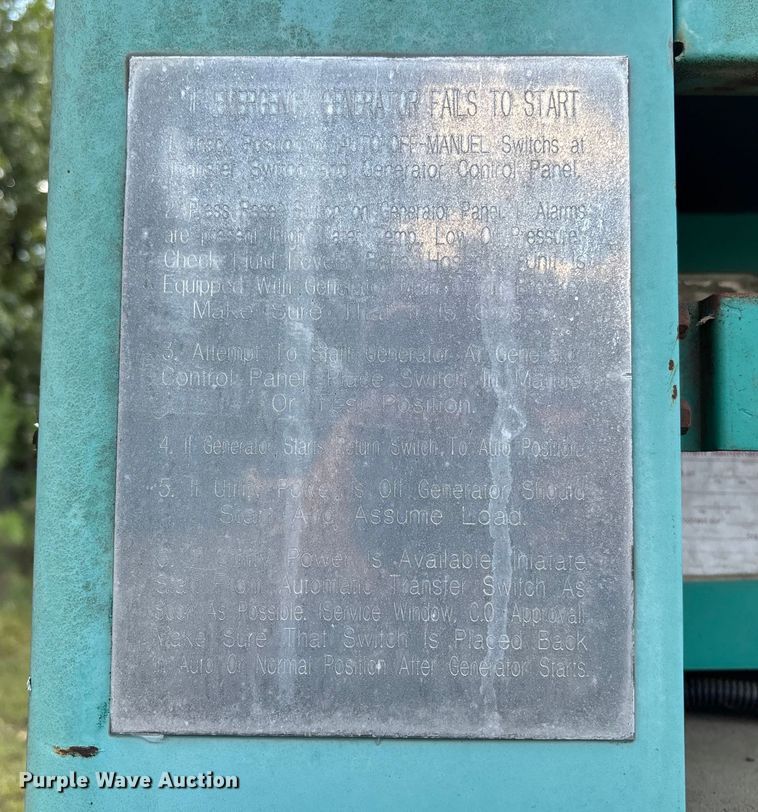 IF EMERGENCY GENERATOR FAILS TO START
1. Check Position of AUTO-OFF-MANUEL Switchs at
Transfer Switch and Generator Control Panel.
2. Press Reset Button on Generator Panel. If Alarms
are present (High Water Temp, Low Oil Pressure)
Check Fluid Levels, Hoses. Unit Is
Equipped With Generator
Make Sure That It Is Closed.
3. Attempt To Start Generator At Generator
Control Panel. Place Switch In
Or Test Position.
4. If Generator Starts Return Switch To Auto Position.
5. If Utility Power Is Off Generator Should
Start And Assume Load.
6. If Utility Power Is Available Iniatate
Start From Automatic Transfer Switch As
Soon As Possible. (Service Window, C.O. Approval)
Make Sure That Switch Is Placed Back
In Auto Or Normal Position After Generator Starts.
Purple Wave Auction